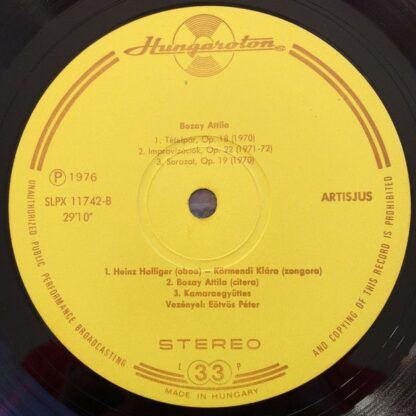 Hungaroton
Bozay Attila
1. Tételpár, Op. 18 (1970)
2. Improvizációk, Op. 22 (1971-72)
3. Sorozat, Op. 19 (1970)
Ⓟ 1976
SLPX 11742-B
29'10"
ARTISJUS
1. Heinz Holliger (oboa) – Körmendi Klára (zongora)
2. Bozay Attila (citera)
3. Kamaraegyüttes
Vezényel: Eötvös Péter
STEREO
L 33 P
MADE IN HUNGARY
UNAUTHORIZED PUBLIC PERFORMANCE BROADCASTING
AND COPYING OF THIS RECORD IS PROHIBITED